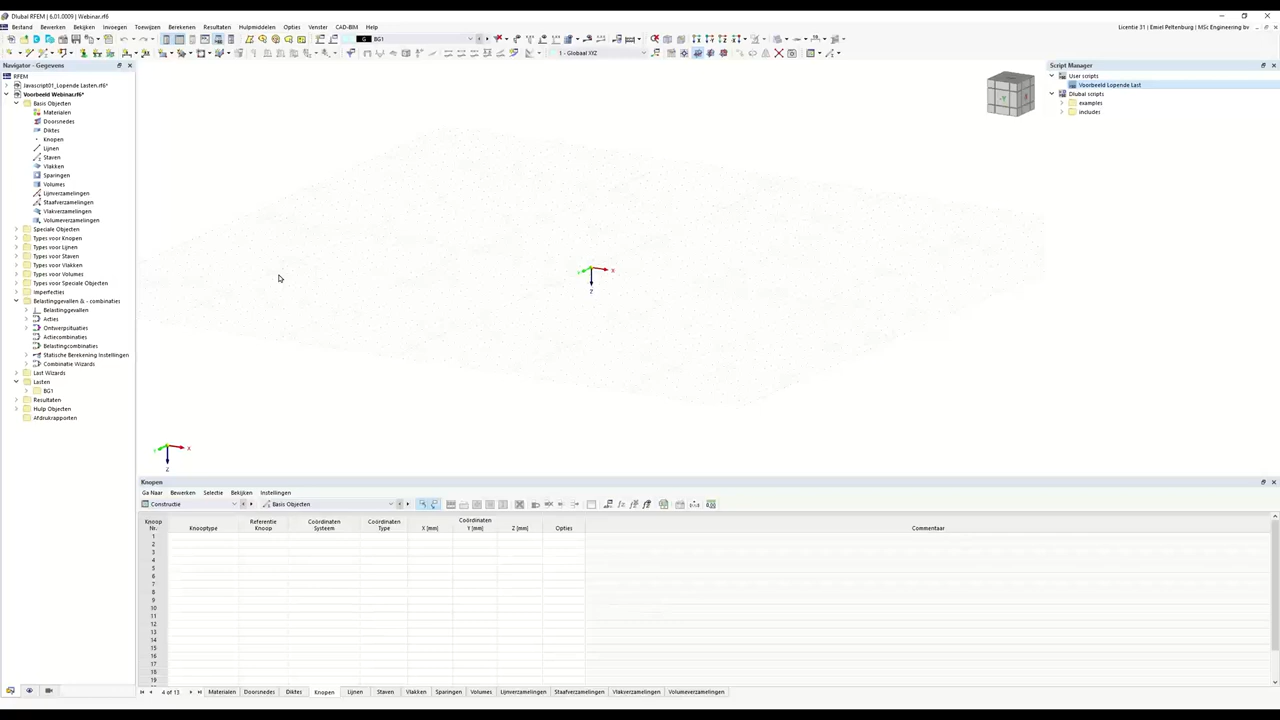 Dlubal RFEM | 6.01.0009 | Webinar.rf6
Bestand Bewerken Bekijken Invoegen Toewijzen Berekenen Resultaten Hulpmiddelen Opties Venster CAD-BIM Help
Licentie 31 | Emiel Peltenburg | MSc Engineering bv
G BG1
1 - Globaal XYZ
Navigator - Gegevens
RFEM
Javascript01_Lopende Lasten.rf6*
Voorbeeld Webinar.rf6*
Basis Objecten
Materialen
Doorsnedes
Diktes
Knopen
Lijnen
Staven
Vlakken
Sparingen
Volumes
Lijnverzamelingen
Staafverzamelingen
Vlakverzamelingen
Volumeverzamelingen
Speciale Objecten
Types voor Knopen
Types voor Lijnen
Types voor Staven
Types voor Vlakken
Types voor Volumes
Types voor Speciale Objecten
Imperfecties
Belastinggevallen & - combinaties
Belastinggevallen
Acties
Ontwerpsituaties
Actiecombinaties
Belastingcombinaties
Statische Berekening Instellingen
Combinatie Wizards
Last Wizards
Lasten
BG1
Resultaten
Hulp Objecten
Afdrukrapporten
-Y
X
Z
X
Z
Script Manager
User scripts
Voorbeeld Lopende Last
Dlubal scripts
examples
includes
Knopen
Ga Naar Bewerken Selectie Bekijken Instellingen
Constructie Basis Objecten
Knoop Nr.
Knooptype
Referentie Knoop
Coördinaten Systeem
Coördinaten Type
Coördinaten
X [mm] Y [mm] Z [mm]
Opties
Commentaar
1
2
3
4
5
6
7
8
9
10
11
12
13
14
15
16
17
18
19
4 of 13 Materialen Doorsnedes Diktes Knopen Lijnen Staven Vlakken Sparingen Volumes Lijnverzamelingen Staafverzamelingen Vlakverzamelingen Volumeverzamelingen